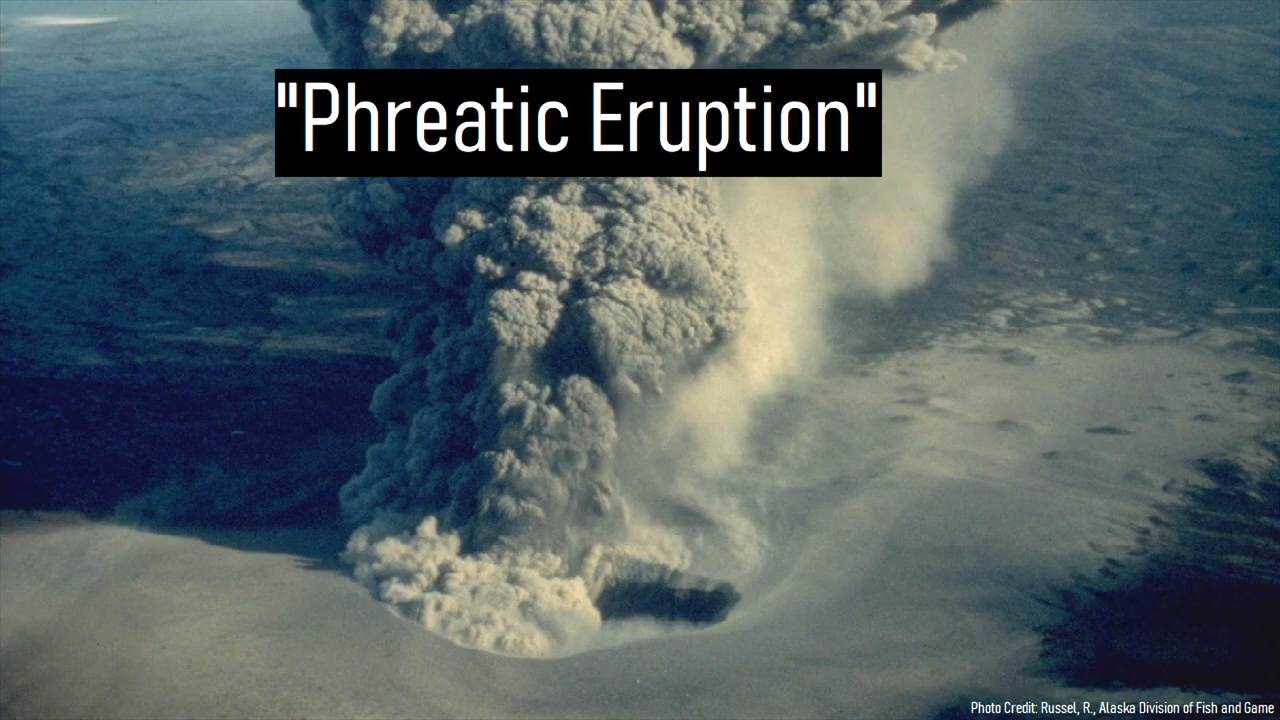 "Phreatic Eruption"
Photo Credit: Russel, R., Alaska Division of Fish and Game